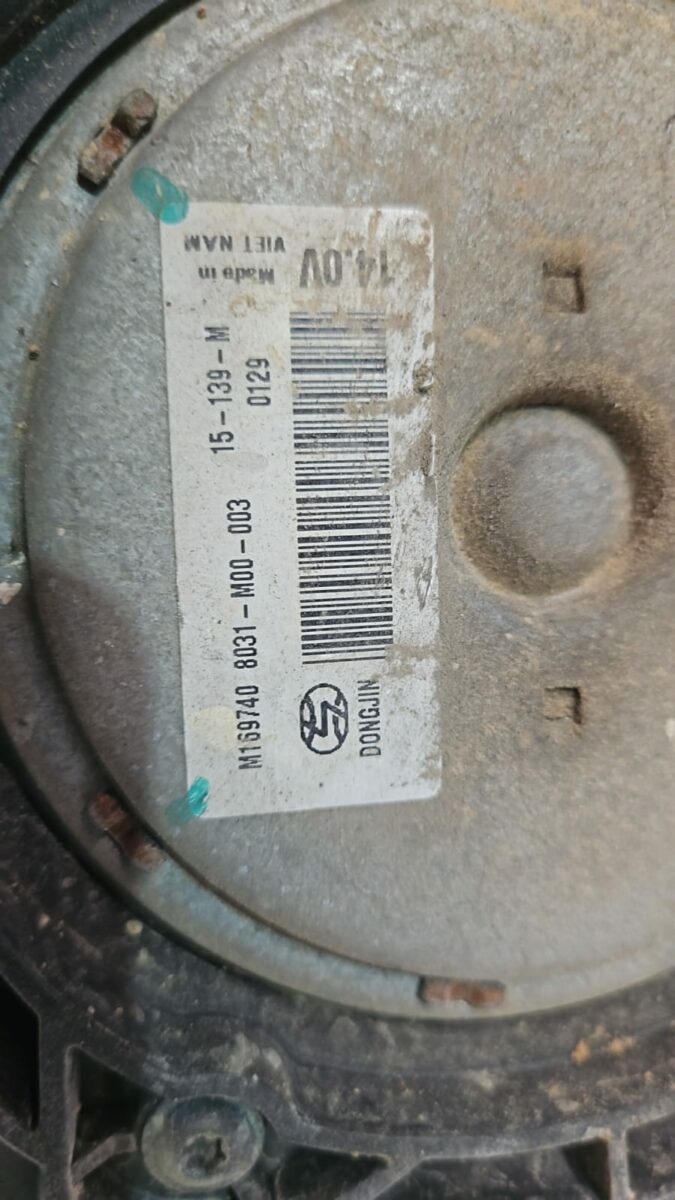 M169740 8031-M00-003 15-139-M
0129
DONGJIN
14.0V
Made in
VIET NAM